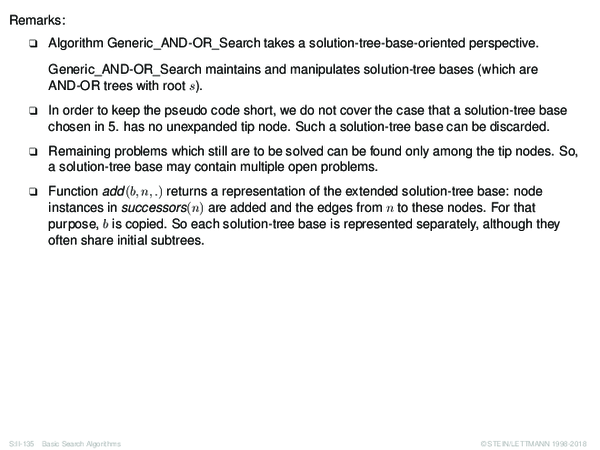 Remarks:
❑ Algorithm Generic_AND-OR_Search takes a solution-tree-base-oriented perspective.
Generic_AND-OR_Search maintains and manipulates solution-tree bases (which are
AND-OR trees with root s).
❑ In order to keep the pseudo code short, we do not cover the case that a solution-tree base
chosen in 5. has no unexpanded tip node. Such a solution-tree base can be discarded.
❑ Remaining problems which still are to be solved can be found only among the tip nodes. So,
a solution-tree base may contain multiple open problems.
❑ Function add(b, n, .) returns a representation of the extended solution-tree base: node
instances in successors(n) are added and the edges from n to these nodes. For that
purpose, b is copied. So each solution-tree base is represented separately, although they
often share initial subtrees.
S:II-135 Basic Search Algorithms ©STEIN/LETTMANN 1998-2018